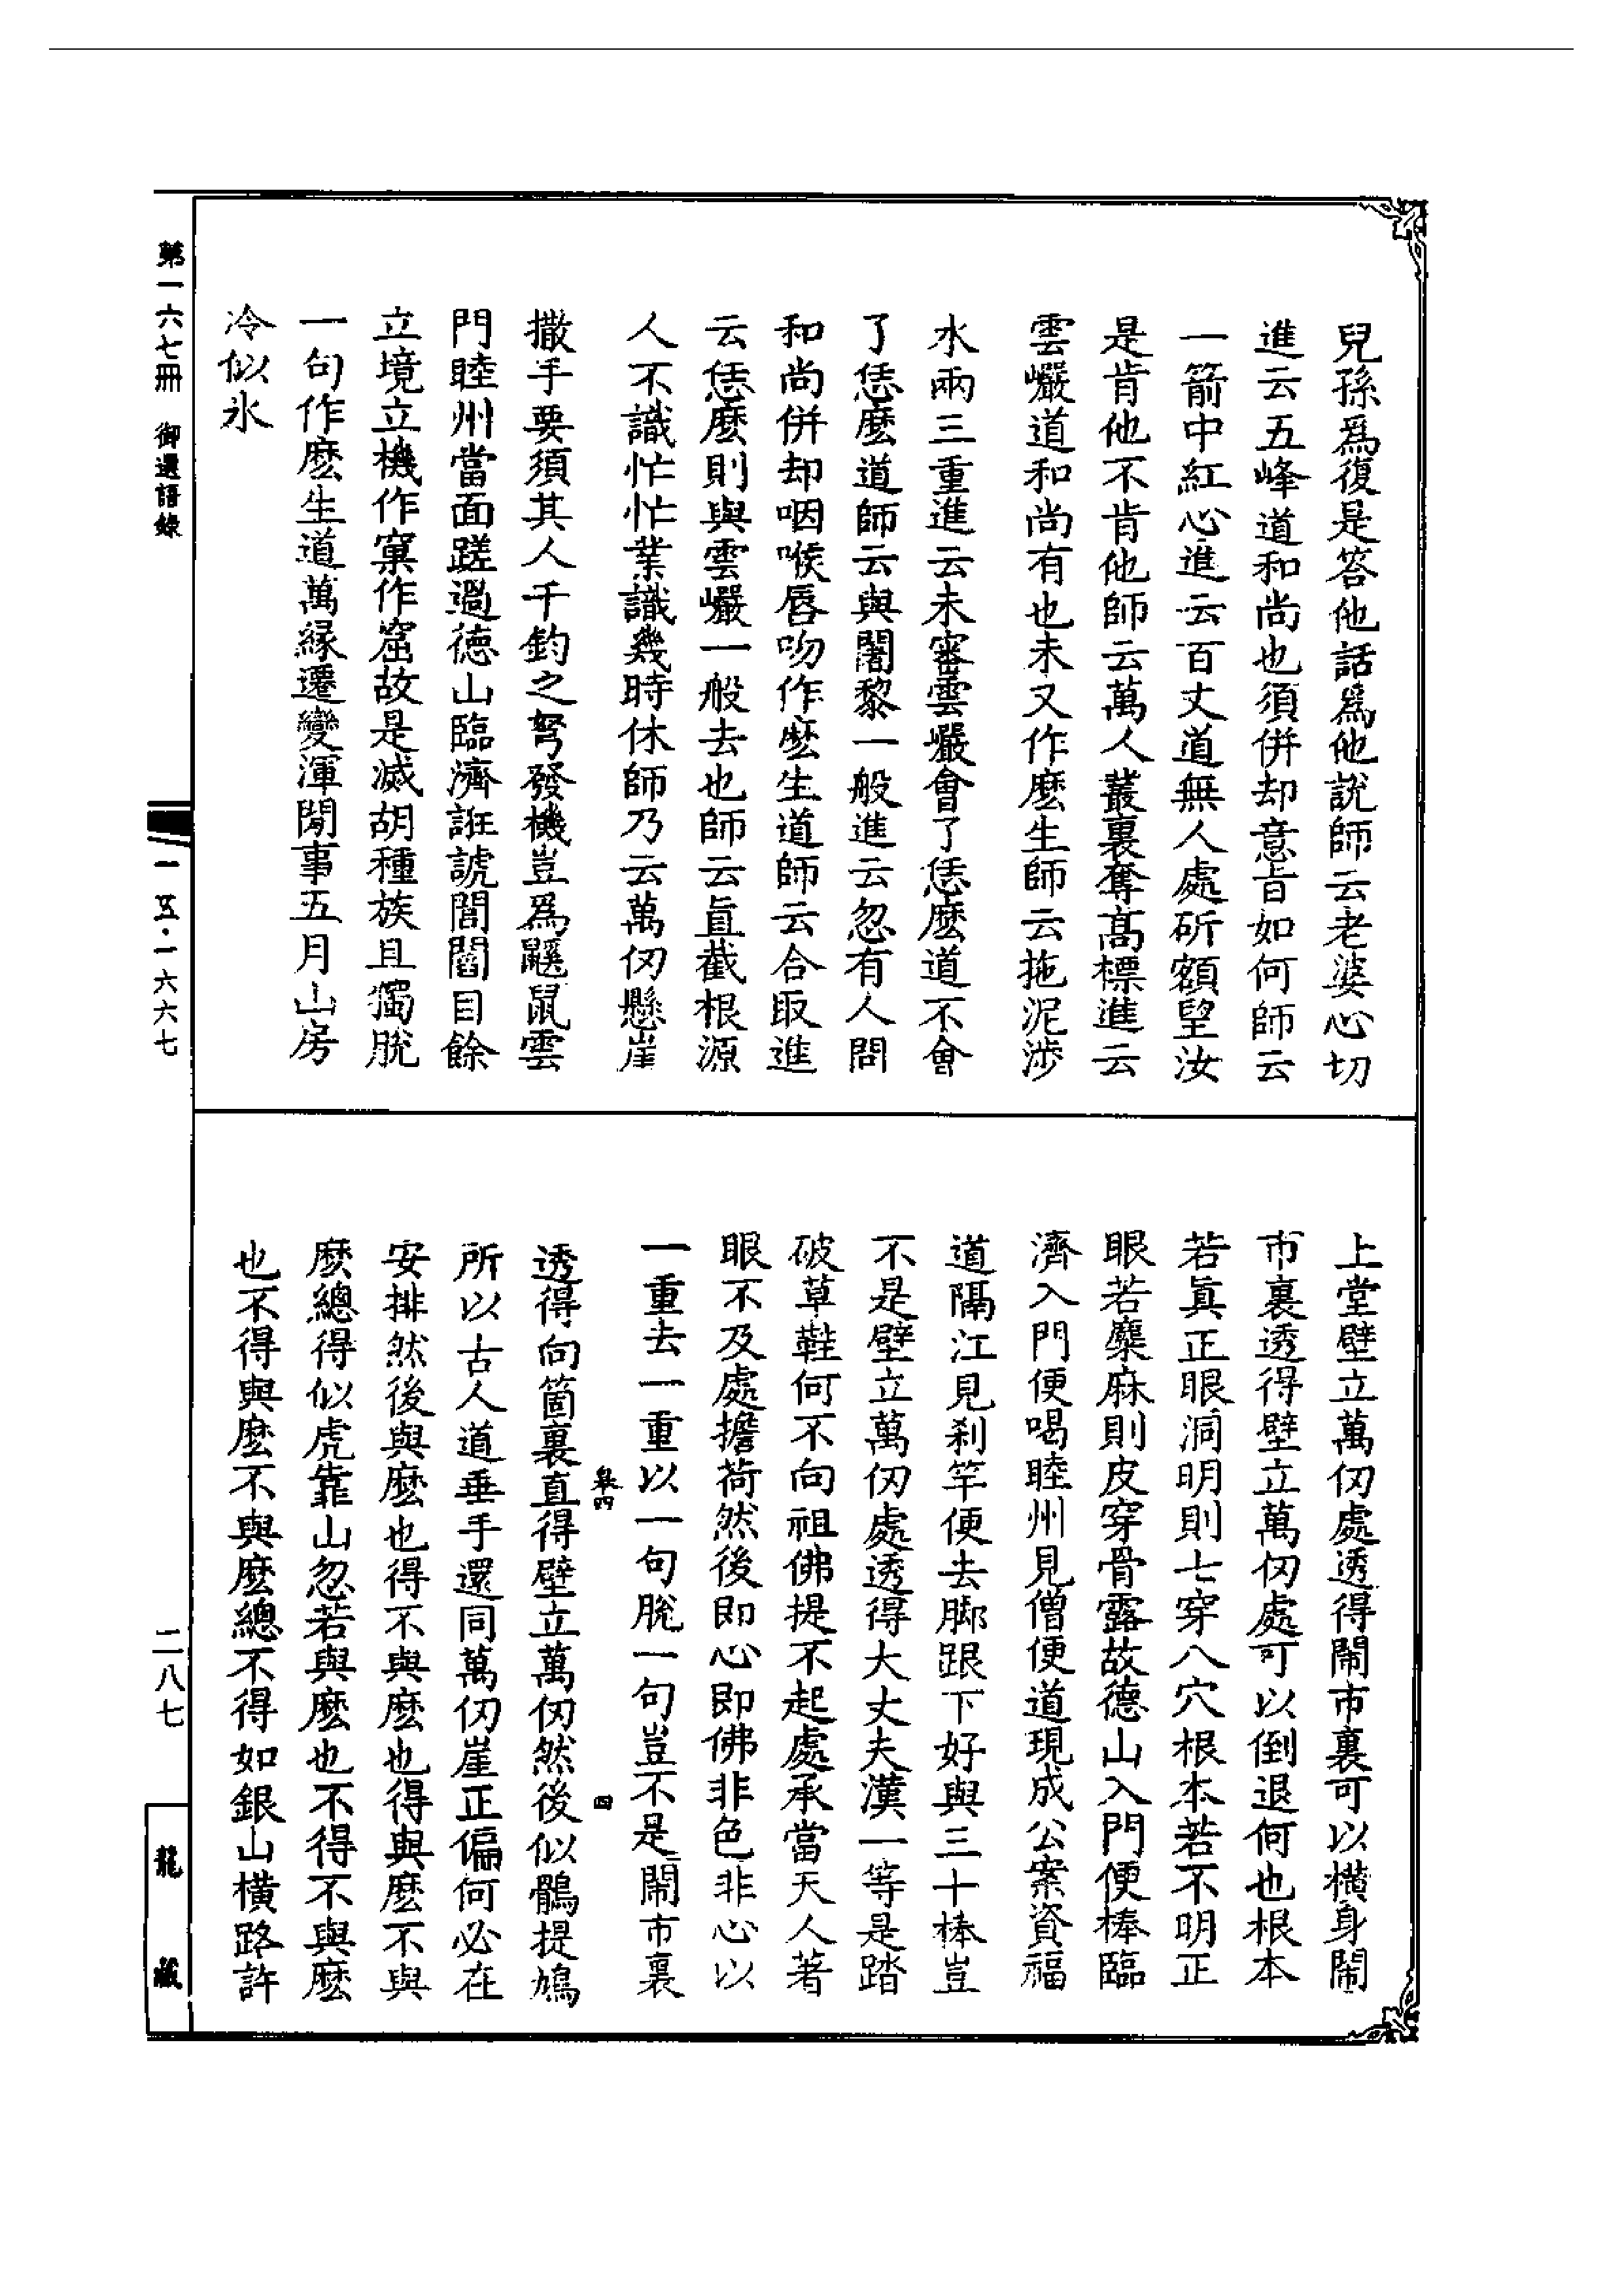 兒孫爲復是答他話爲他說師云老婆心切
進云五峰道和尚也須併却意旨如何師云
一箭中紅心進云百丈道無人處斫額望汝
是肯他不肯他師云萬人叢裏奪高標進云
雲巖道和尚有也未又作麽生師云拖泥涉
水兩三重進云未審雲巖會了恁麽道不會
了恁麽道師云與闍黎一般進云忽有人問
和尚併却咽喉唇吻作麽生道師云合取進
云恁麽則與雲巖一般去也師云直截根源
人不識忙忙業識幾時休師乃云萬仞懸崖
撒手要須其人千鈞之弩發機豈爲鼷鼠雲
門睦州當面蹉過德山臨濟誑謼閭閻目餘
立境立機作窠作窟故是滅胡種族且獨脫
一句作麽生道萬緣遷變渾閒事五月山房
冷似氷
上堂壁立萬仞處透得鬧市裏可以橫身鬧
市裏透得壁立萬仞處可以倒退何也根本
若眞正眼洞明則七穿八穴根本若不明正
眼若麋麻則皮穿骨露故德山入門便棒臨
濟入門便喝睦州見僧便道現成公案資福
道隔江見刹竿便去脚跟下好與三十棒豈
不是壁立萬仞處透得大丈夫漢一等是踏
破草鞋何不向祖佛提不起處承當天人著
眼不及處擔荷然後即心即佛非色非心以
一重去一重以一句脫一句豈不是鬧市裏
透得向箇裏直得壁立萬仞然後似鶻提鳩
所以古人道垂手還同萬仞崖正偏何必在
安排然後與麽也得不與麽也得與麽不與
麽總得似虎靠山忽若與麽也不得不與麽
也不得與麽不與麽總不得如銀山橫路許
卷四 四
第一六七冊 御選語錄
一五·一六六七
二八七
龍藏